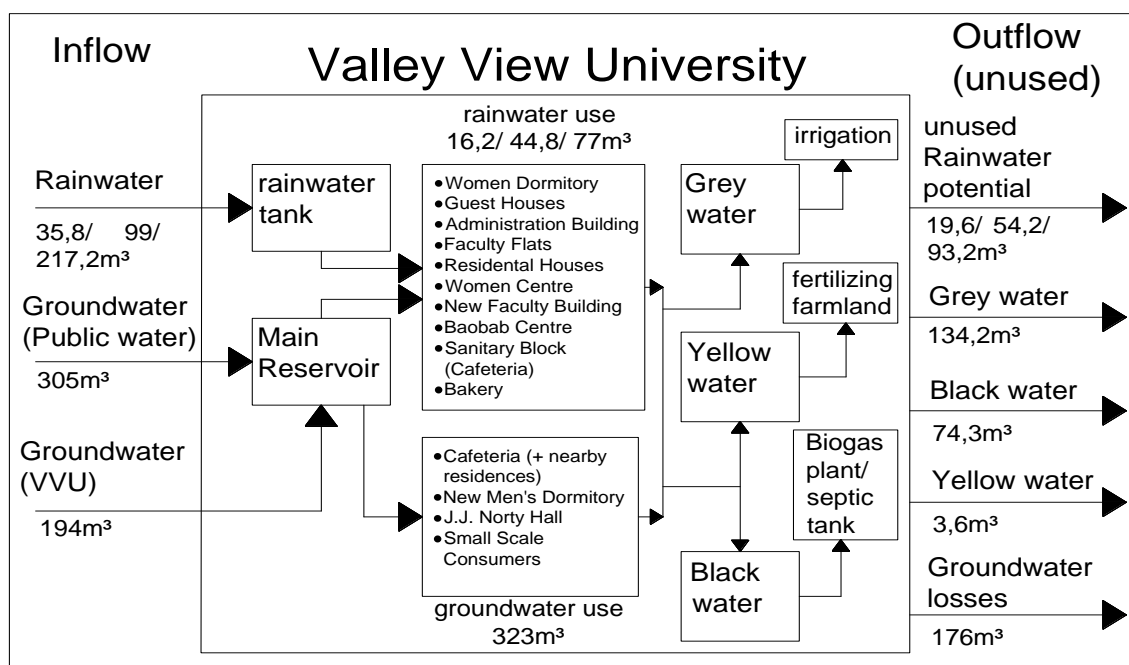 Inflow
Valley View University
Outflow
(unused)
Rainwater
35,8/ 99/
217,2m³
Groundwater
(Public water)
305m³
Groundwater
(VVU)
194m³
rainwater
tank
Main
Reservoir
rainwater use
16,2/ 44,8/ 77m³
●Women Dormitory
●Guest Houses
●Administration Building
●Faculty Flats
●Residental Houses
●Women Centre
●New Faculty Building
●Baobab Centre
●Sanitary Block
(Cafeteria)
●Bakery
●Cafeteria (+ nearby
residences)
●New Men's Dormitory
●J.J. Norty Hall
●Small Scale
Consumers
groundwater use
323m³
Grey
water
irrigation
Yellow
water
fertilizing
farmland
Black
water
Biogas
plant/
septic
tank
unused
Rainwater
potential
19,6/ 54,2/
93,2m³
Grey water
134,2m³
Black water
74,3m³
Yellow water
3,6m³
Groundwater
losses
176m³